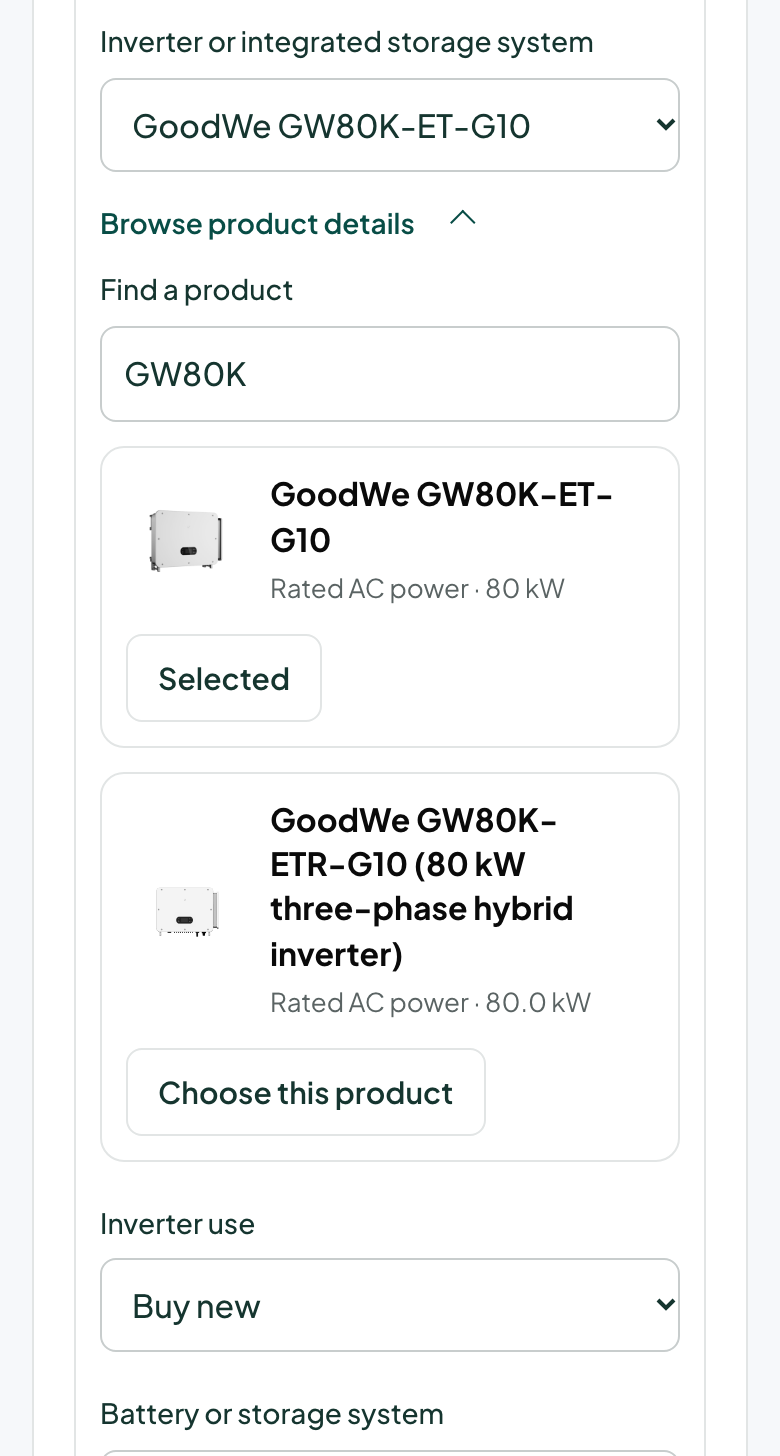 Inverter or integrated storage system
GoodWe GW80K-ET-G10
Browse product details
Find a product
GW80K
GoodWe GW80K-ET-
G10
Rated AC power · 80 kW
Selected
GoodWe GW80K-
ETR-G10 (80 kW
three-phase hybrid
inverter)
Rated AC power · 80.0 kW
Choose this product
Inverter use
Buy new
Battery or storage system